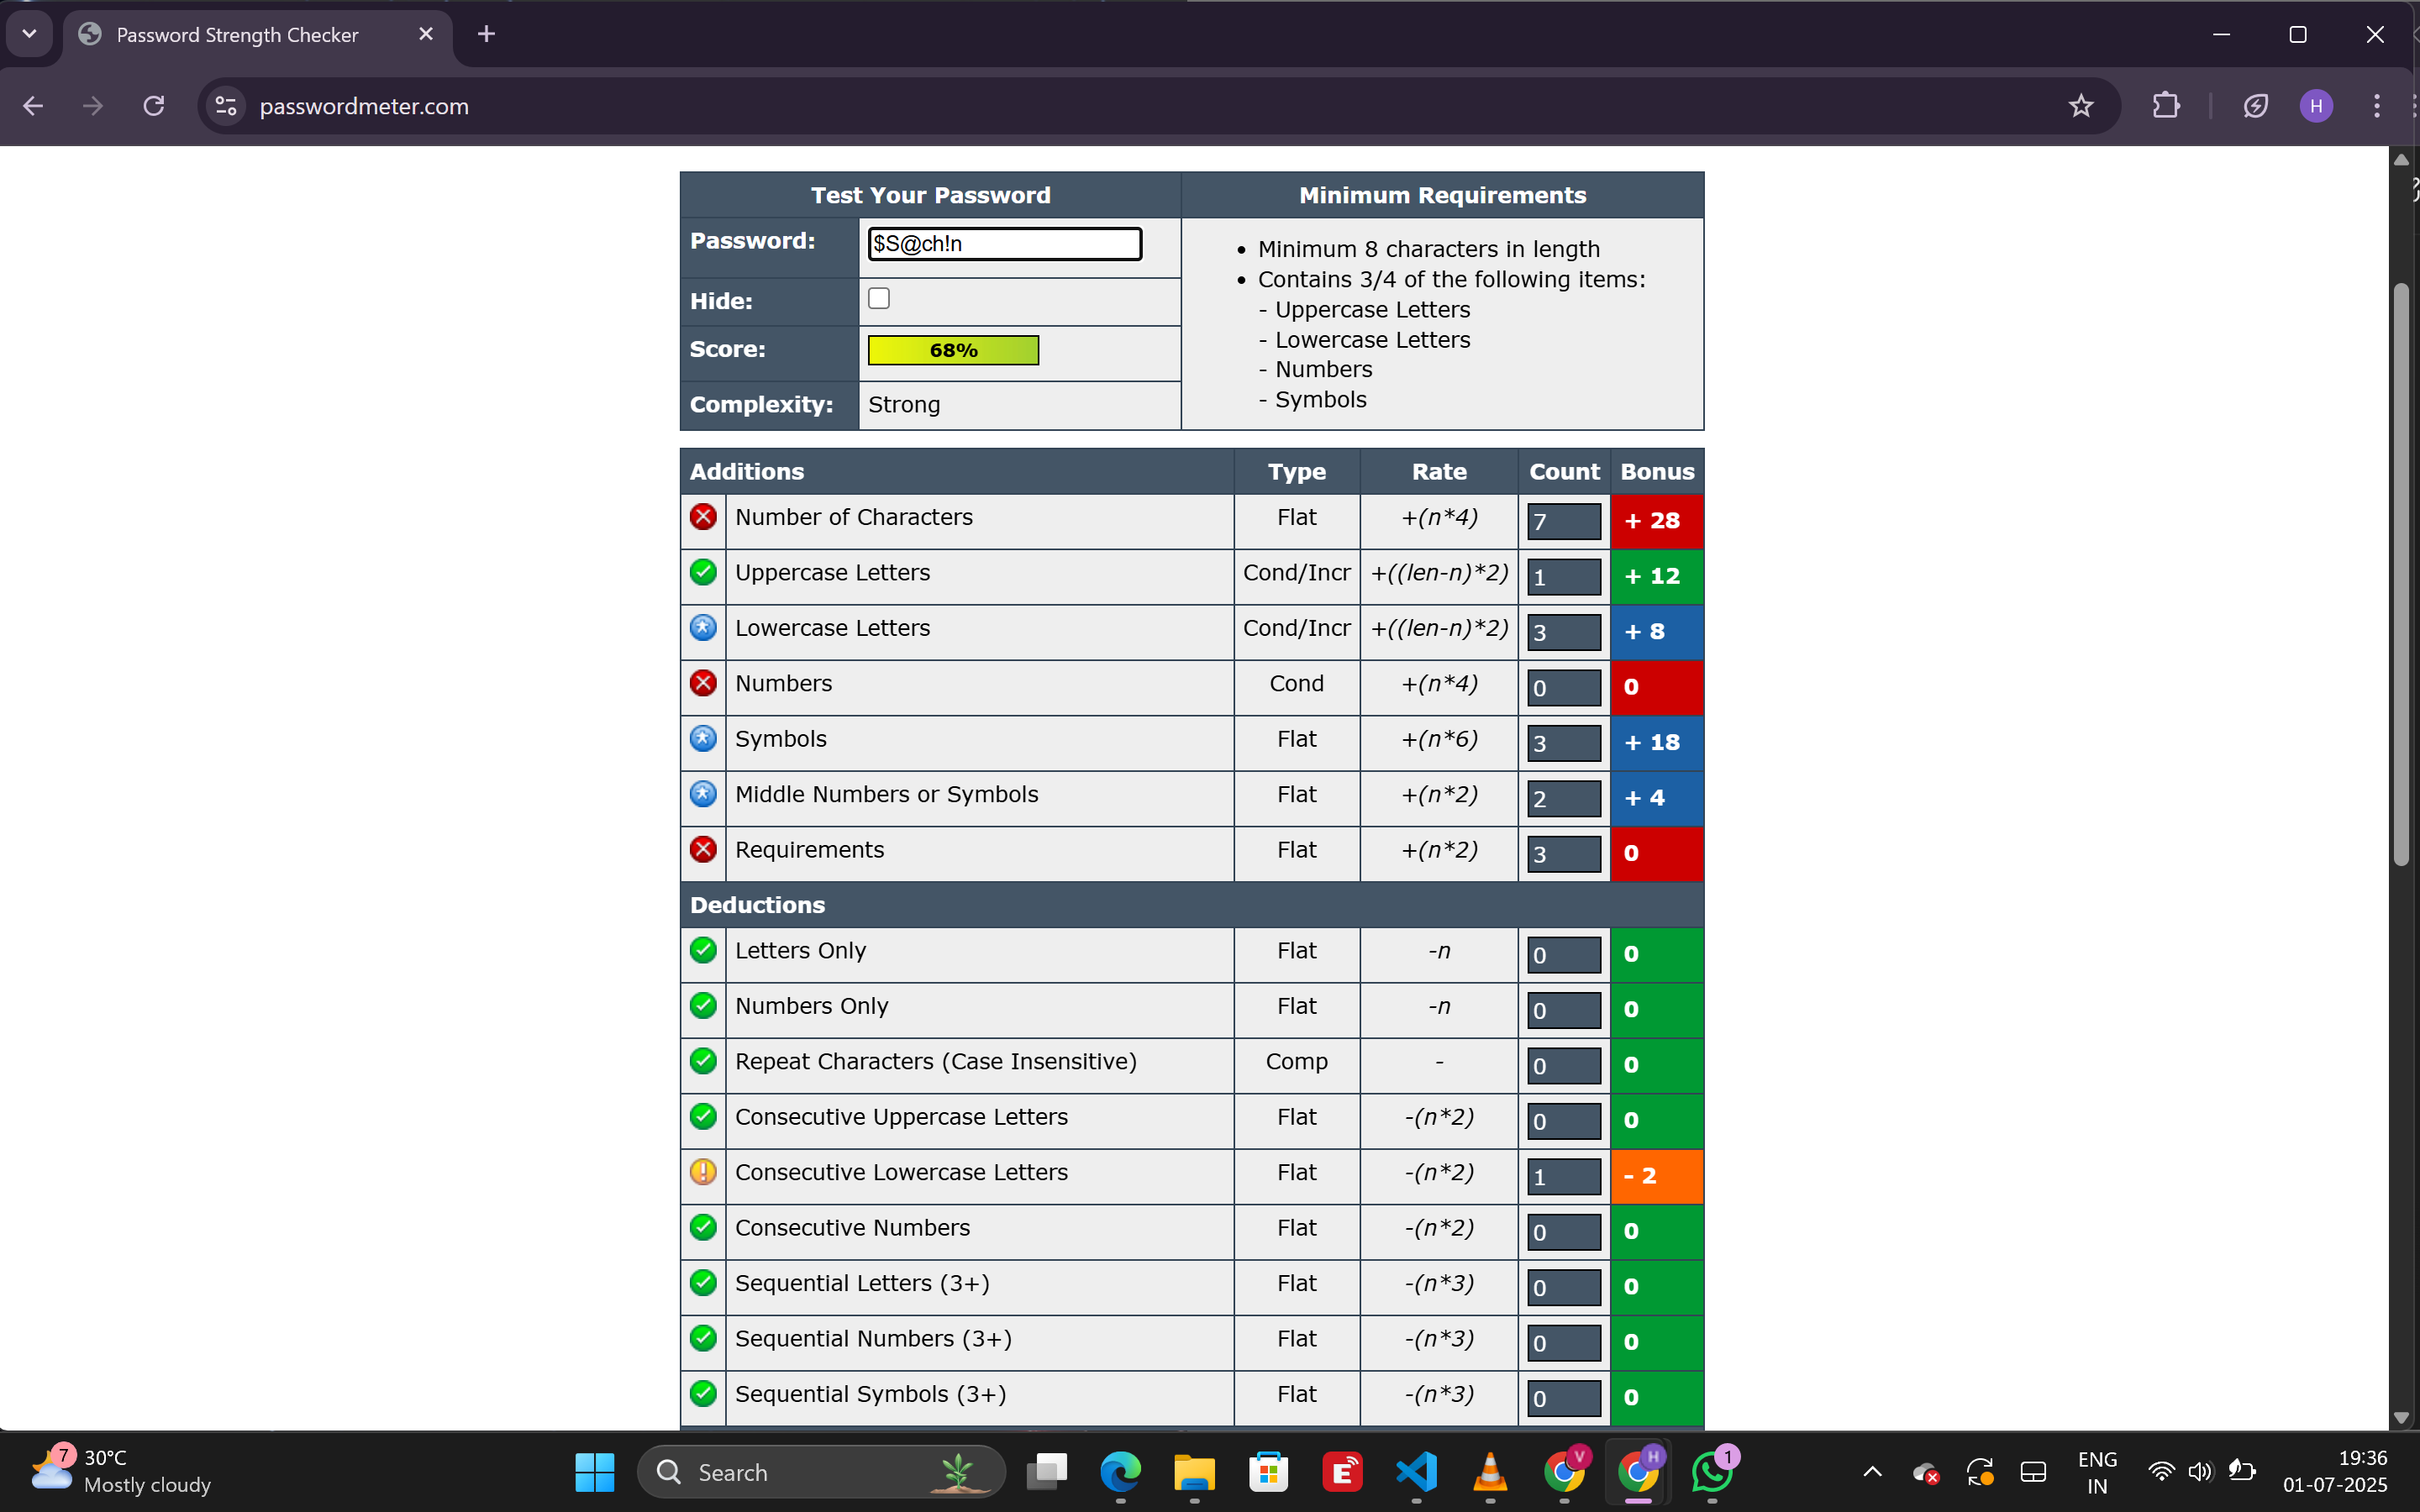 Password Strength Checker
passwordmeter.com
H
Test Your Password Minimum Requirements
Password: $S@ch!n
Hide:
Score: 68%
Complexity: Strong
• Minimum 8 characters in length
• Contains 3/4 of the following items:
- Uppercase Letters
- Lowercase Letters
- Numbers
- Symbols
Additions Type Rate Count Bonus
Number of Characters Flat +(n*4) 7 + 28
Uppercase Letters Cond/Incr +((len-n)*2) 1 + 12
Lowercase Letters Cond/Incr +((len-n)*2) 3 + 8
Numbers Cond +(n*4) 0 0
Symbols Flat +(n*6) 3 + 18
Middle Numbers or Symbols Flat +(n*2) 2 + 4
Requirements Flat +(n*2) 3 0
Deductions
Letters Only Flat -n 0 0
Numbers Only Flat -n 0 0
Repeat Characters (Case Insensitive) Comp - 0 0
Consecutive Uppercase Letters Flat -(n*2) 0 0
Consecutive Lowercase Letters Flat -(n*2) 1 - 2
Consecutive Numbers Flat -(n*2) 0 0
Sequential Letters (3+) Flat -(n*3) 0 0
Sequential Numbers (3+) Flat -(n*3) 0 0
Sequential Symbols (3+) Flat -(n*3) 0 0
7
30°C
Mostly cloudy
Search
E
V
H
1
ENG
IN
19:36
01-07-2025